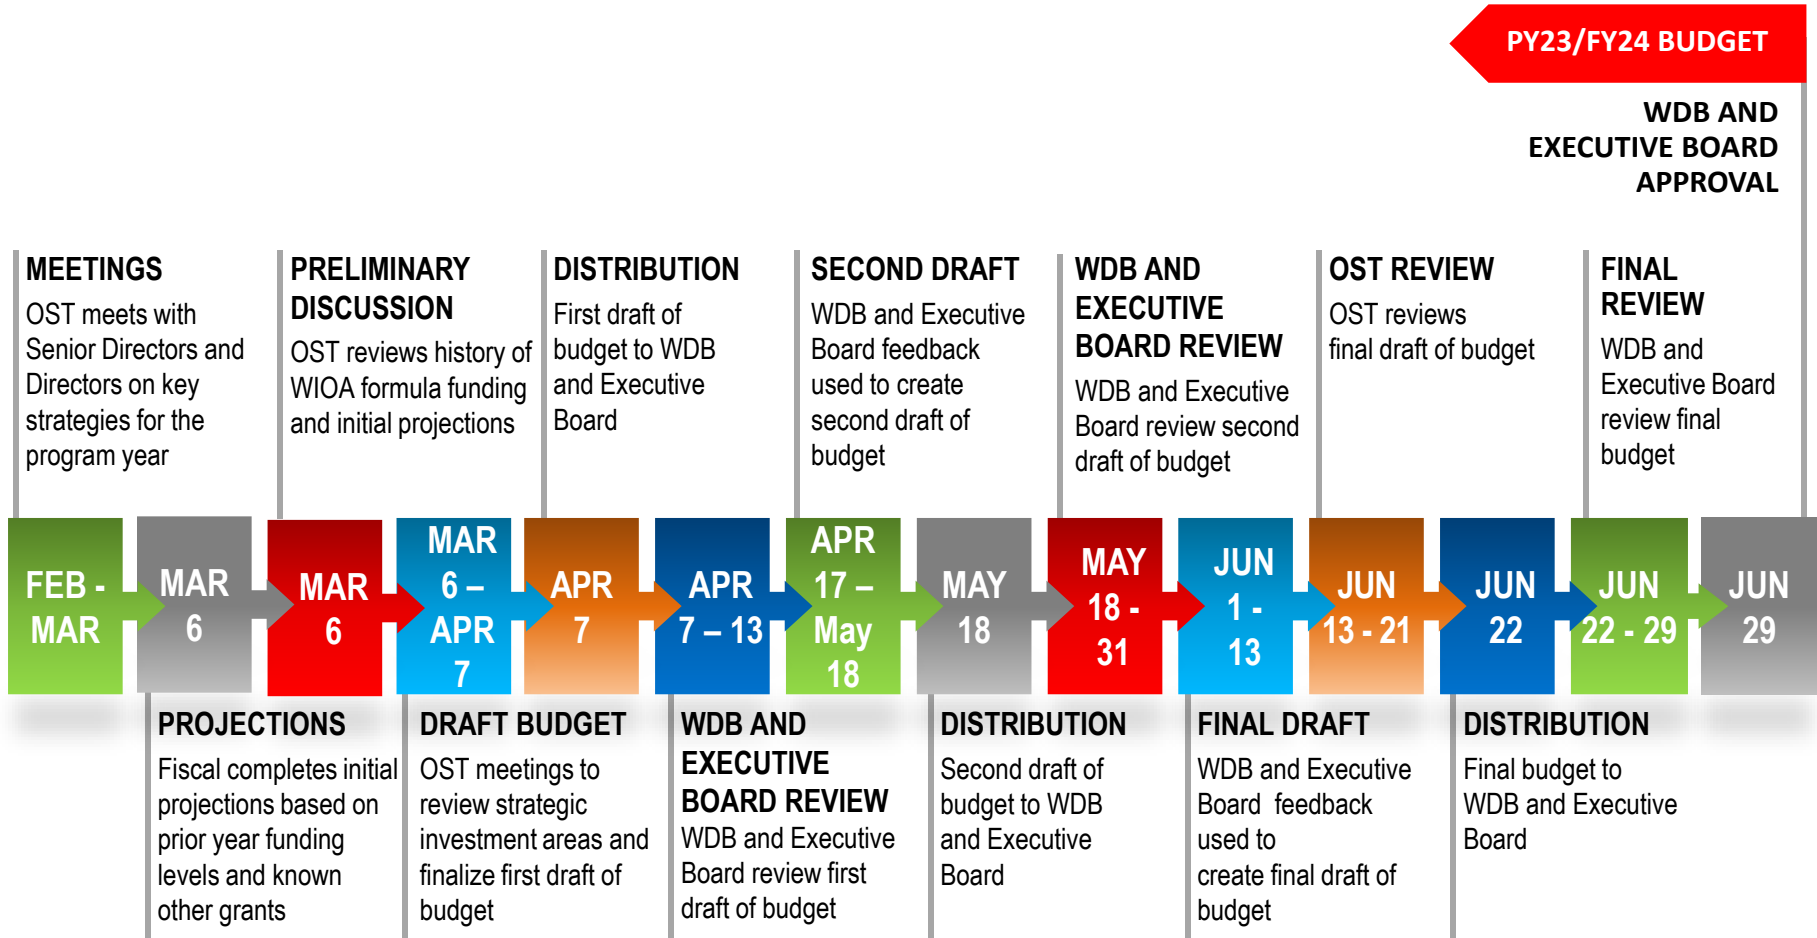 PY23/FY24 BUDGET
WDB AND
EXECUTIVE BOARD
APPROVAL
MEETINGS
OST meets with
Senior Directors and
Directors on key
strategies for the
program year
PRELIMINARY
DISCUSSION
OST reviews history of
WIOA formula funding
and initial projections
DISTRIBUTION
First draft of
budget to WDB
and Executive
Board
SECOND DRAFT
WDB and Executive
Board feedback
used to create
second draft of
budget
WDB AND
EXECUTIVE
BOARD REVIEW
WDB and Executive
Board review second
draft of budget
OST REVIEW
OST reviews
final draft of budget
FINAL
REVIEW
WDB and
Executive Board
review final
budget
FEB -
MAR
MAR
6
MAR
6
MAR
6 –
APR
7
APR
7
APR
7 – 13
APR
17 –
May
18
MAY
18
MAY
18 -
31
JUN
1 -
13
JUN
13 - 21
JUN
22
JUN
22 - 29
JUN
29
PROJECTIONS
Fiscal completes initial
projections based on
prior year funding
levels and known
other grants
DRAFT BUDGET
OST meetings to
review strategic
investment areas and
finalize first draft of
budget
WDB AND
EXECUTIVE
BOARD REVIEW
WDB and Executive
Board review first
draft of budget
DISTRIBUTION
Second draft of
budget to WDB
and Executive
Board
FINAL DRAFT
WDB and Executive
Board  feedback
used to
create final draft of
budget
DISTRIBUTION
Final budget to
WDB and Executive
Board